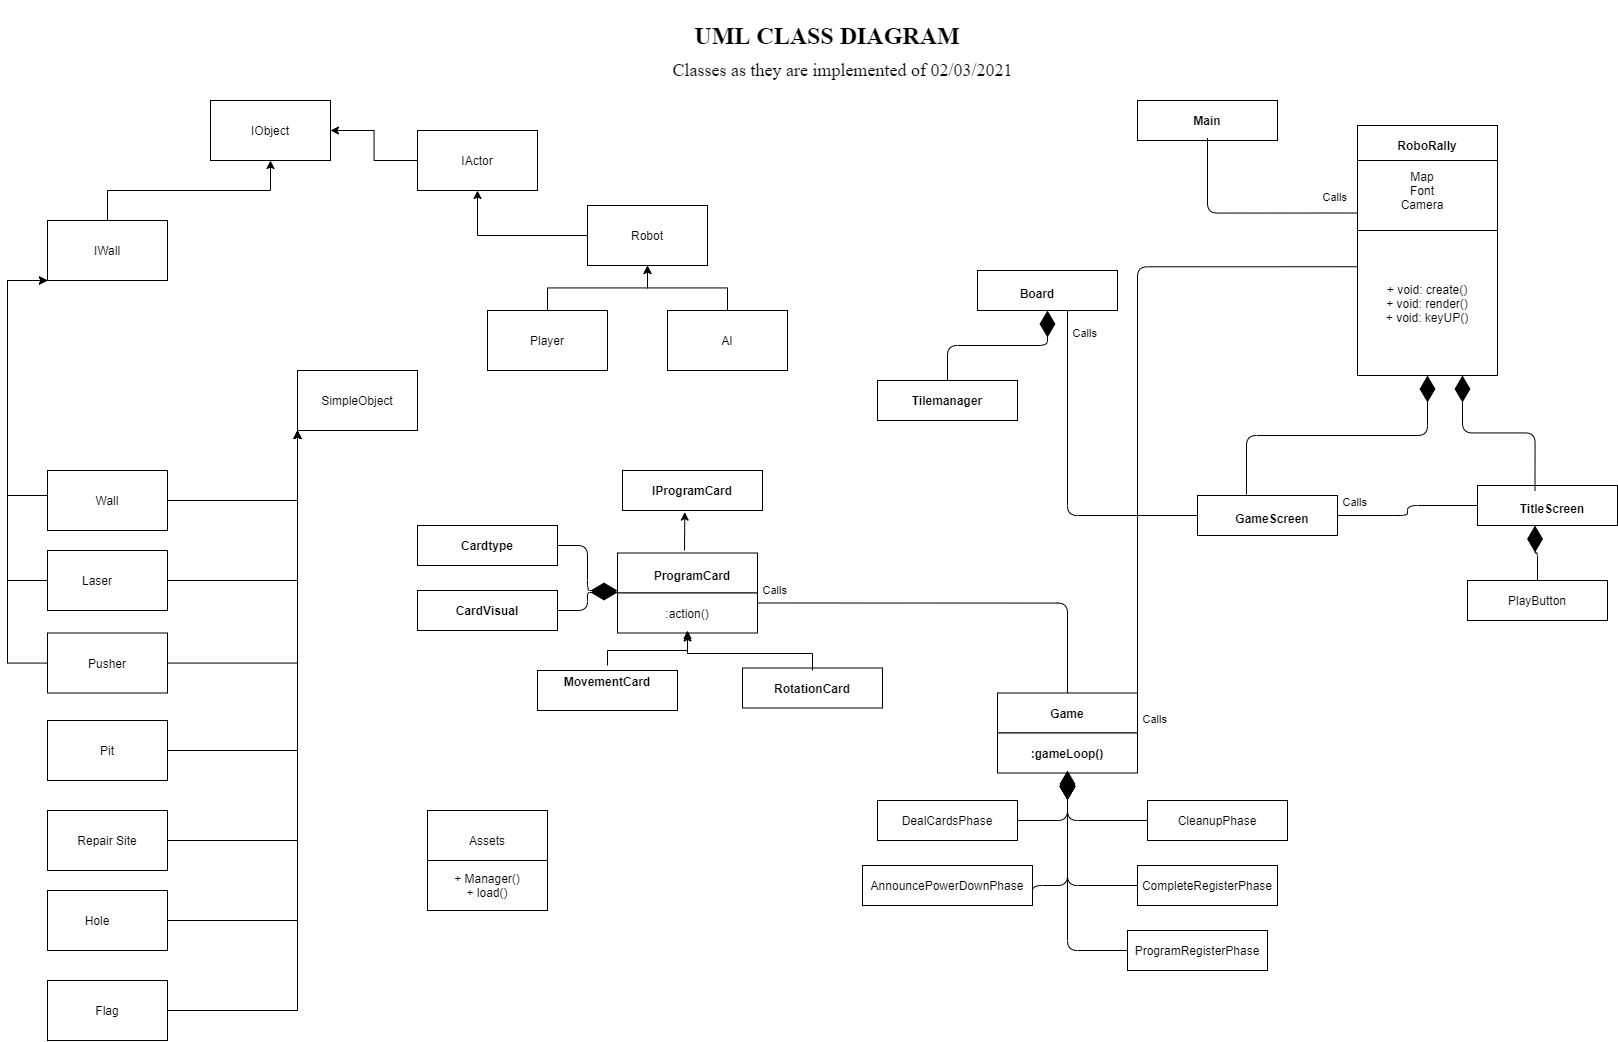 UML CLASS DIAGRAM
Classes as they are implemented of 02/03/2021
IObject
IActor
Main
RoboRally
Map
Font
Camera
Calls
+ void: create()
+ void: render()
+ void: keyUP()
IWall
Robot
Board
Calls
Player
AI
Tilemanager
SimpleObject
Wall
Laser
Pusher
Pit
Repair Site
Hole
Flag
IProgramCard
Cardtype
CardVisual
ProgramCard
:action()
Calls
MovementCard
RotationCard
GameScreen
Calls
TitleScreen
PlayButton
Game
:gameLoop()
Calls
DealCardsPhase
CleanupPhase
AnnouncePowerDownPhase
CompleteRegisterPhase
ProgramRegisterPhase
Assets
+ Manager()
+ load()